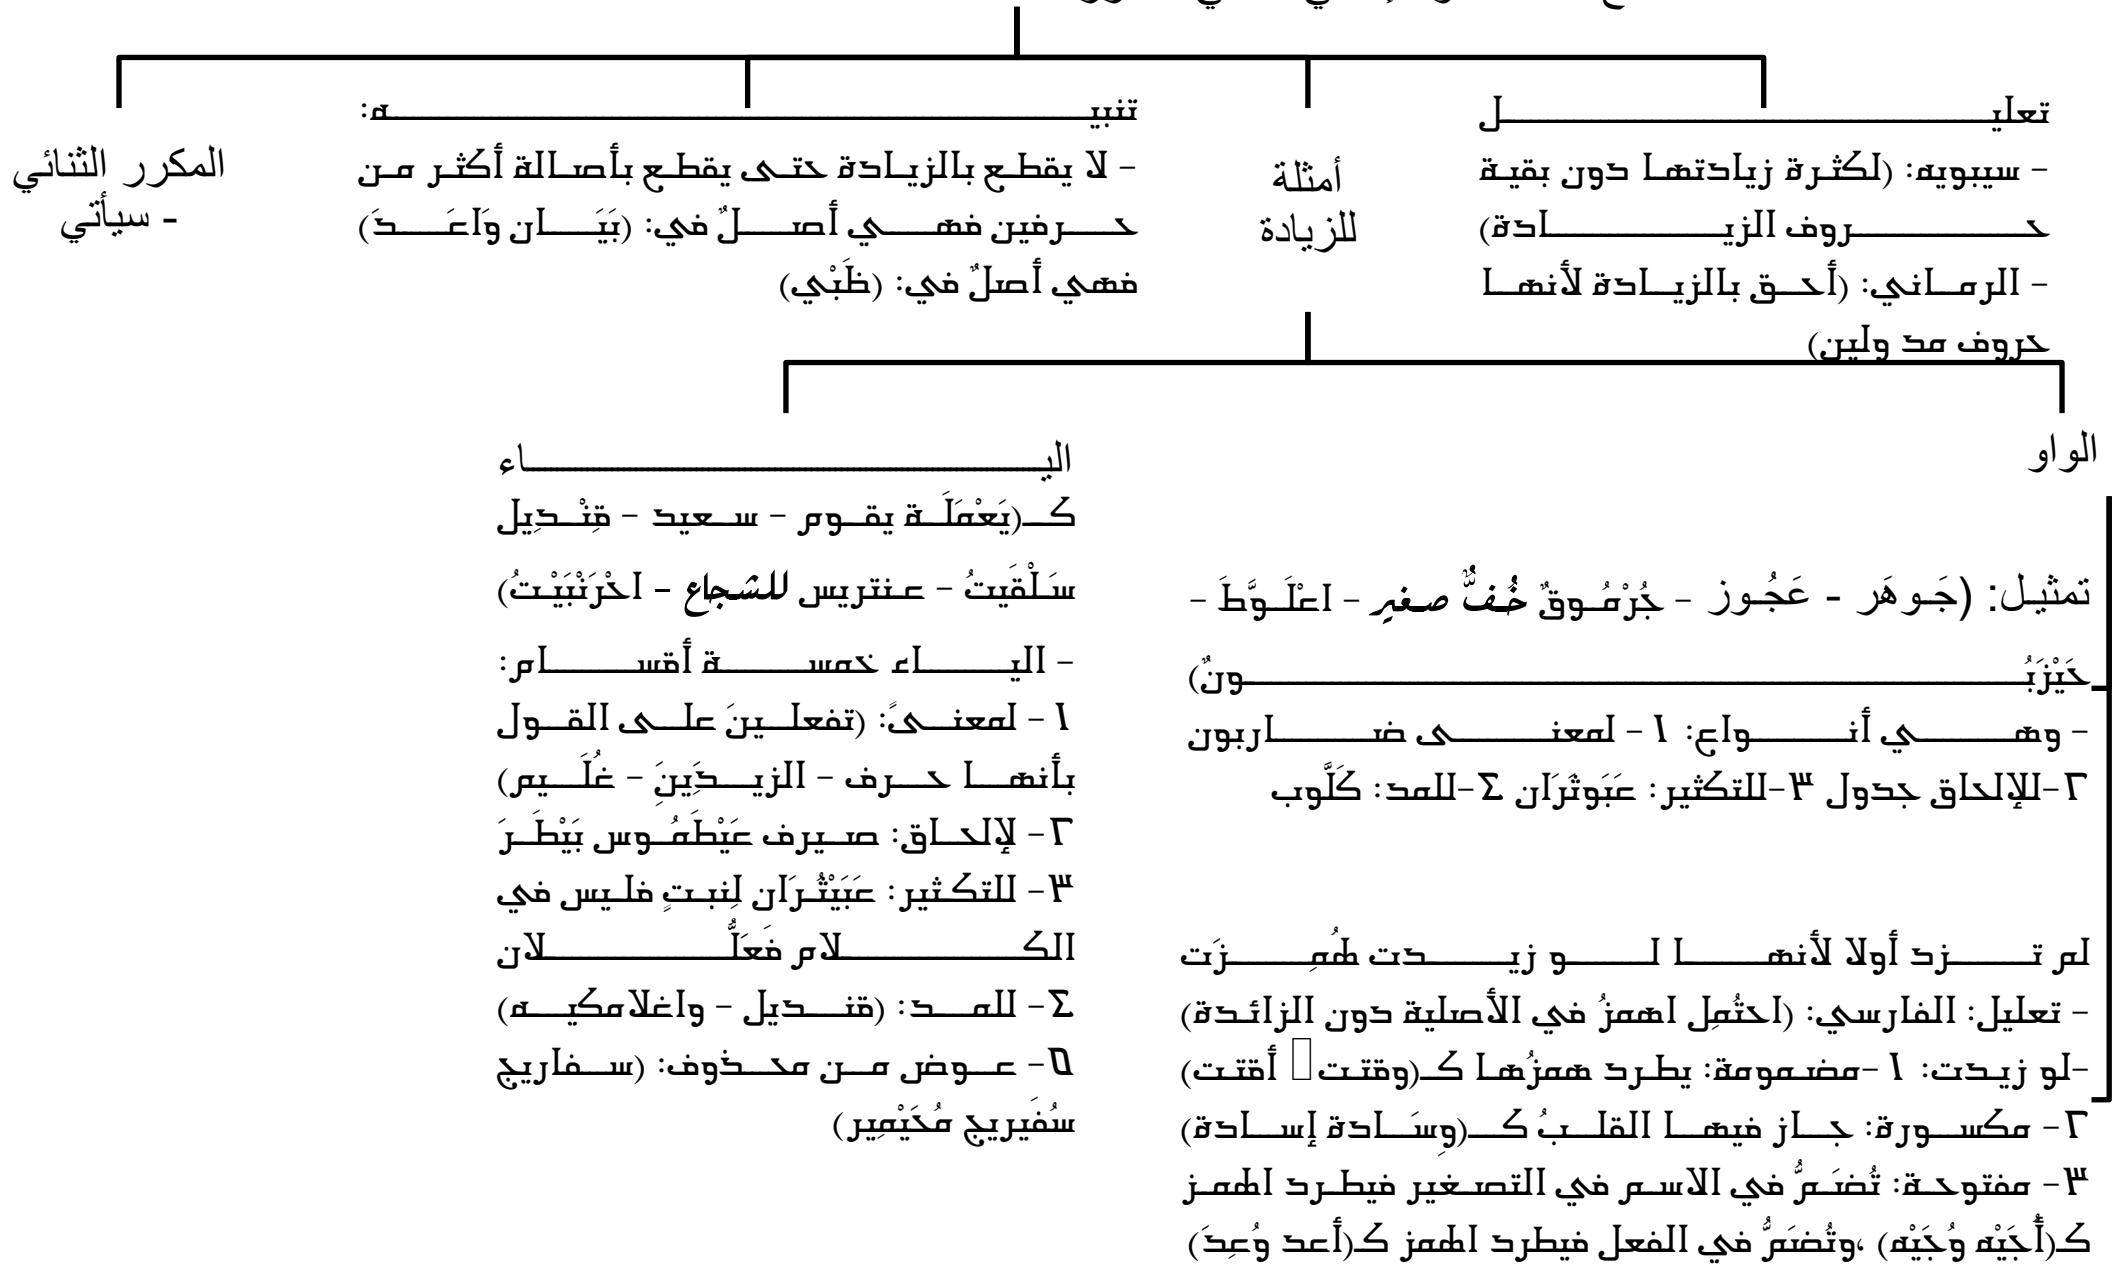 تعليل
- سيبويه: (لكثرة زيادتها دون بقية
حروف الزيادة)
- الرماني: (أحق بالزيادة لأنها
حروف مد ولين)
أمثلة
للزيادة
تنبيه:
- لا يقطع بالزيادة حتى يقطع بأصالة أكثر من
حرفين فهي أصلٌ في: (بَيَان وَاعَدَ)
فهي أصلٌ في: (ظَبْي)
المكرر الثنائي
- سيأتي
الواو
تمثيل: (جَوهَر - عَجُوز - جُرْمُوقٌ خُفٌّ صغير - اعْلَوَّطَ -
حَيْزَبُونٌ)
- وهي أنواع: ١- لمعنى ضاربون
٢-للإلحاق جدول ٣-للتكثير: عَبَوثَرَان ٤-للمد: كَلُّوب
لم تزد أولا لأنها لو زيدت لهُمِزَت
- تعليل: الفارسي: (احتُمِل الهمزُ في الأصلية دون الزائدة)
-لو زيدت: ١-مضمومة: يطرد همزُها كـ(وقتت أقتت)
٢- مكسورة: جاز فيها القلبُ كـ(وِسَادة إسادة)
٣- مفتوحة: تُضَمُّ في الاسم في التصغير فيطرد الهمز
كـ(أُجَيْه وُجَيْه) ،وتُضَمُّ في الفعل فيطرد الهمز كـ(أعد وُعِدَ)
الياء
كـ(يَعْمَلَة يقوم - سعيد - قِنْدِيل
سَلْقَيتُ - عنتريس للشجاع - احْرَنْبَيْتُ)
- الياء خمسة أقسام:
١- لمعنىً: (تفعلينَ على القول
بأنها حرف - الزيدَِينَِ - غُلَيم)
٢- لإلحاق: صيرف عَيْطَمُوس بَيْطَرَ
٣- للتكثير: عَبَيْثُرَان لِنبتٍ فليس في
الكلام فَعَلُّلان
٤- للمد: (قنديل - واغلامكيه)
٥- عوض من محذوف: (سفاريج
سُفَيريج مُحَيْمِير)